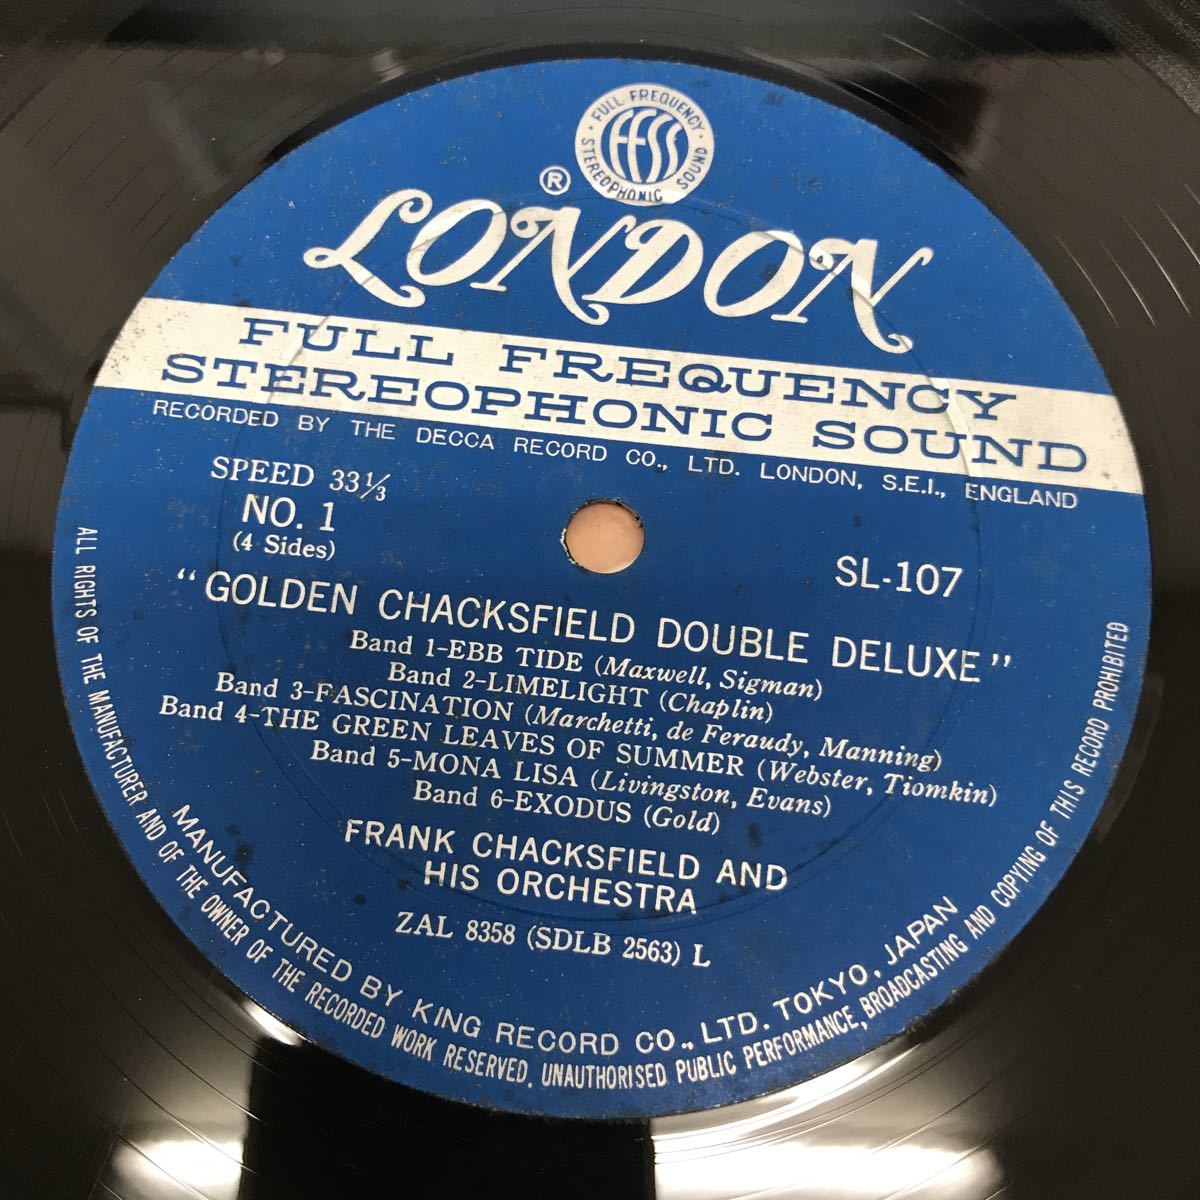 FULL FREQUENCY
FFSS
STEREOPHONIC SOUND
®
LONDON
FULL FREQUENCY
STEREOPHONIC SOUND
RECORDED BY THE DECCA RECORD CO., LTD. LONDON, S.E.I., ENGLAND
SPEED 33⅓
NO. 1
(4 Sides)
SL-107
"GOLDEN CHACKSFIELD DOUBLE DELUXE"
Band 1-EBB TIDE (Maxwell, Sigman)
Band 2-LIMELIGHT (Chaplin)
Band 3-FASCINATION (Marchetti, de Feraudy, Manning)
Band 4-THE GREEN LEAVES OF SUMMER (Webster, Tiomkin)
Band 5-MONA LISA (Livingston, Evans)
Band 6-EXODUS (Gold)
FRANK CHACKSFIELD AND
HIS ORCHESTRA
ZAL 8358 (SDLB 2563) L
MANUFACTURED BY KING RECORD CO., LTD. TOKYO, JAPAN
ALL RIGHTS OF THE MANUFACTURER AND OF THE OWNER OF THE RECORDED WORK RESERVED. UNAUTHORISED PUBLIC PERFORMANCE, BROADCASTING AND COPYING OF THIS RECORD PROHIBITED